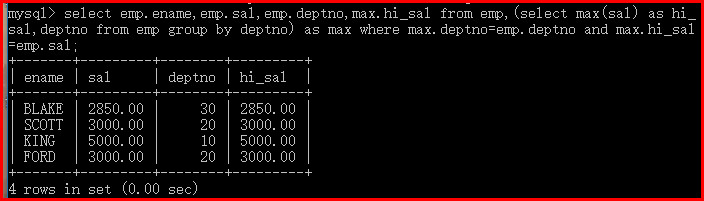 mysql> select emp.ename,emp.sal,emp.deptno,max.hi_sal from emp,(select max(sal) as hi_
sal,deptno from emp group by deptno) as max where max.deptno=emp.deptno and max.hi_sal
=emp.sal;
+-------+---------+--------+---------+
| ename | sal     | deptno | hi_sal  |
+-------+---------+--------+---------+
| BLAKE | 2850.00 |     30 | 2850.00 |
| SCOTT | 3000.00 |     20 | 3000.00 |
| KING  | 5000.00 |     10 | 5000.00 |
| FORD  | 3000.00 |     20 | 3000.00 |
+-------+---------+--------+---------+
4 rows in set (0.00 sec)